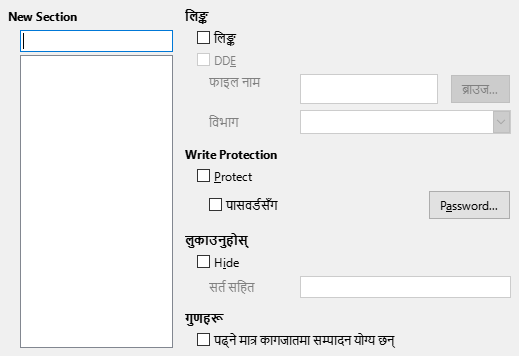 New Section
लिङ्क
लिङ्क
DDE
फाइल नाम
ब्राउज...
विभाग
Write Protection
Protect
पासवर्डसँग
Password...
लुकाउनुहोस्
Hide
सर्त सहित
गुणहरू
पढ्ने मात्र कागजातमा सम्पादन योग्य छन्